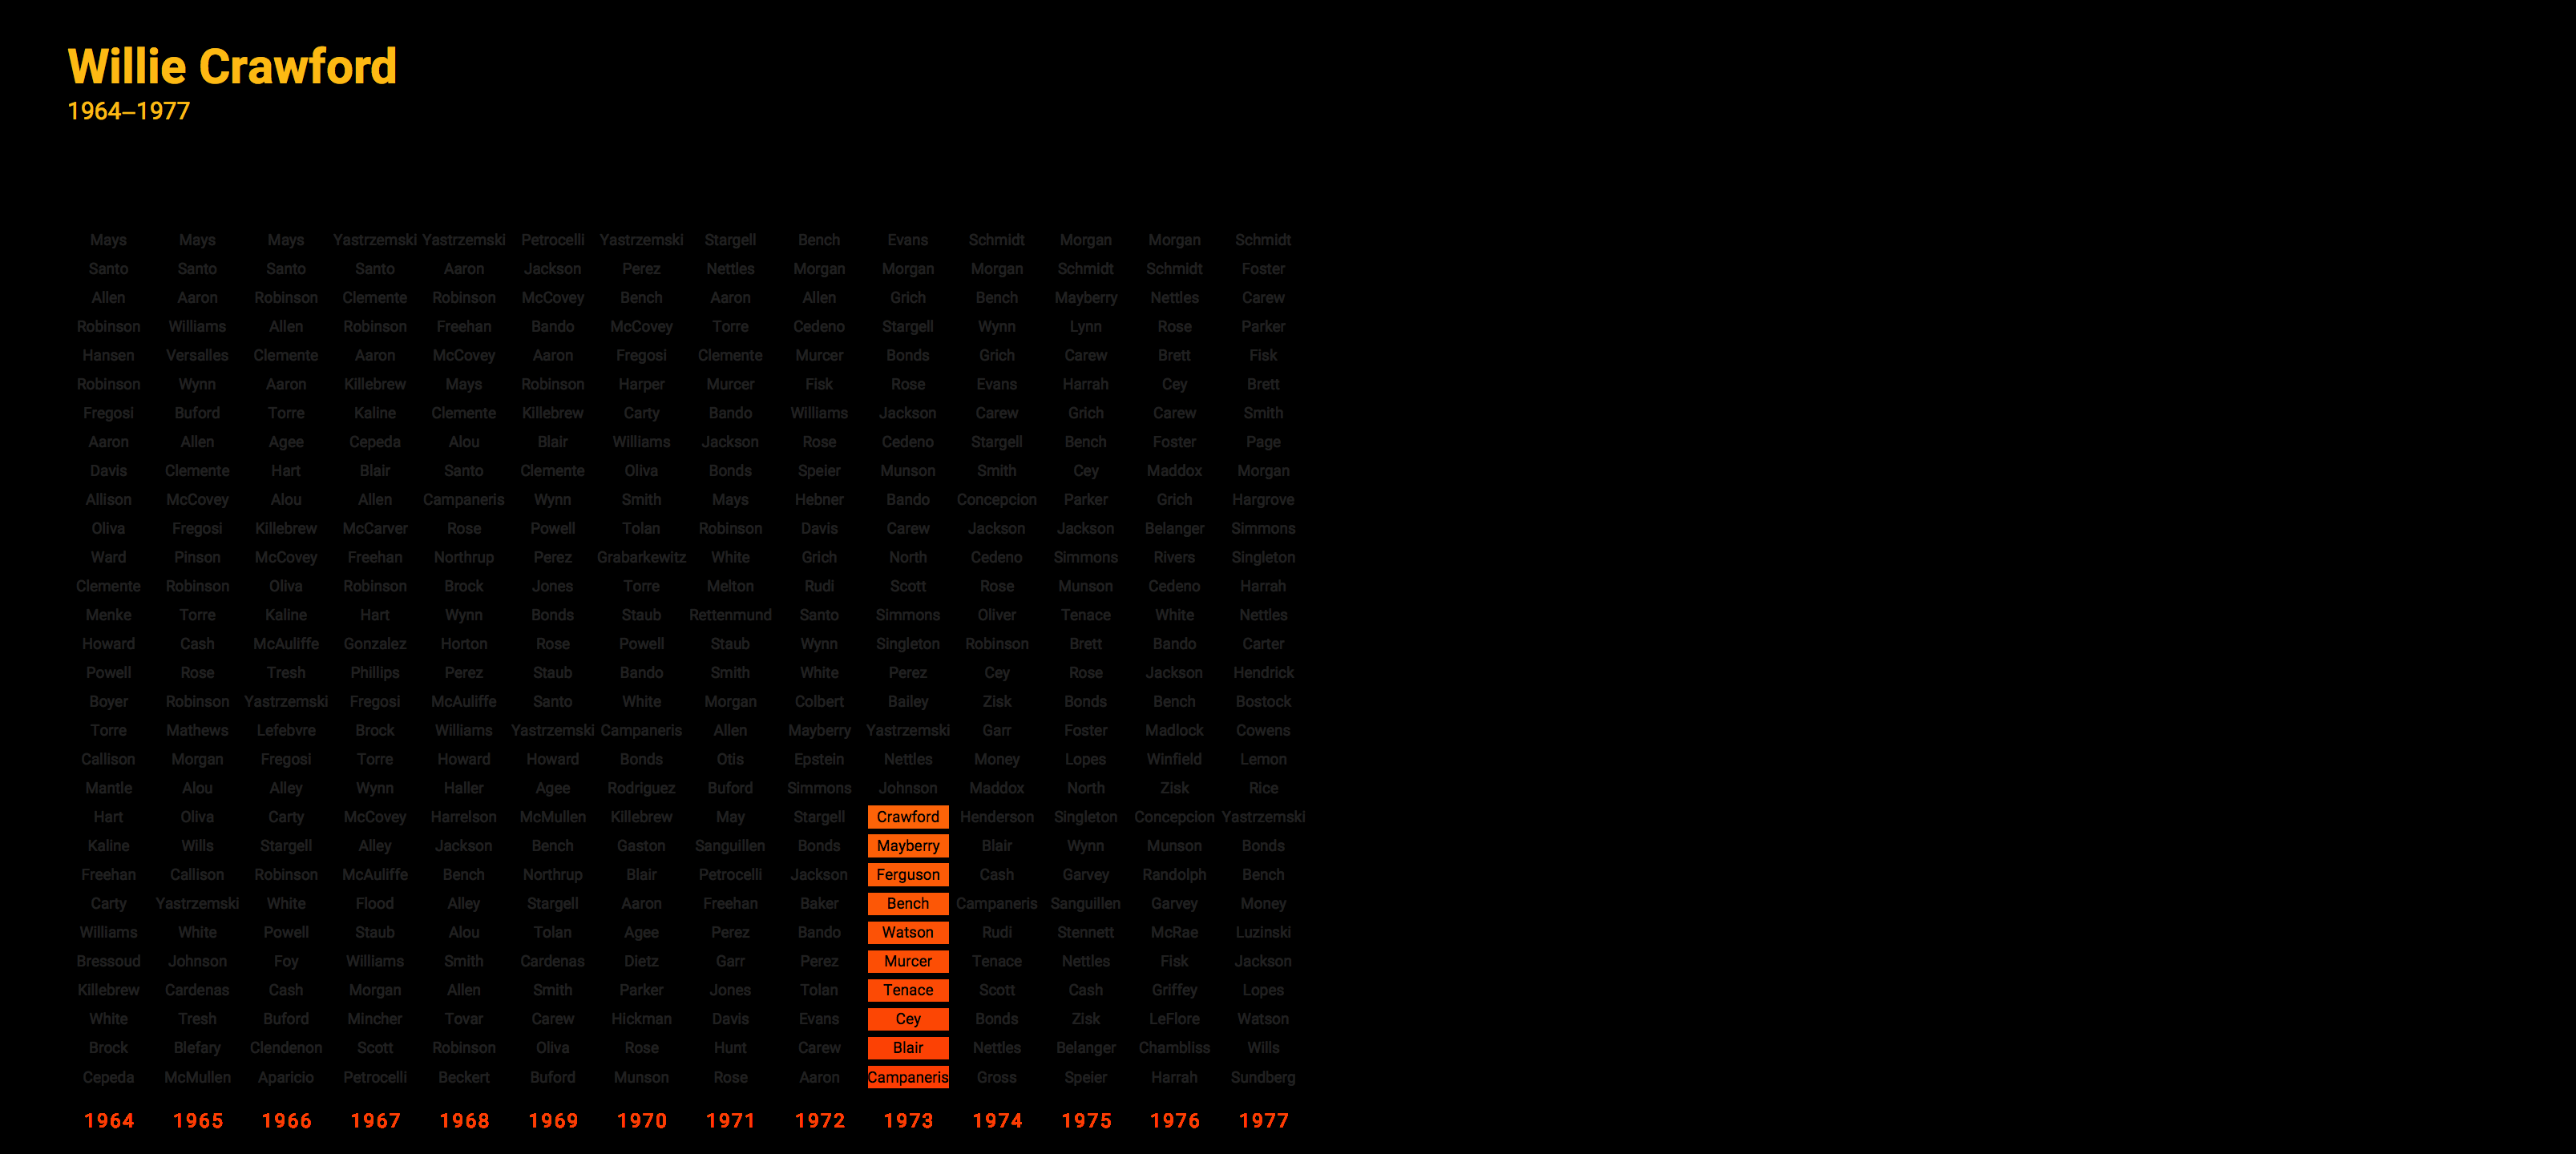 Willie Crawford
1964–1977
Mays Mays Mays Yastrzemski Yastrzemski Petrocelli Yastrzemski Stargell Bench Evans Schmidt Morgan Morgan Schmidt
Santo Santo Santo Santo Aaron Jackson Perez Nettles Morgan Morgan Morgan Schmidt Schmidt Foster
Allen Aaron Robinson Clemente Robinson McCovey Bench Aaron Allen Grich Bench Mayberry Nettles Carew
Robinson Williams Allen Robinson Freehan Bando McCovey Torre Cedeno Stargell Wynn Lynn Rose Parker
Hansen Versalles Clemente Aaron McCovey Aaron Fregosi Clemente Murcer Bonds Grich Carew Brett Fisk
Robinson Wynn Aaron Killebrew Mays Robinson Harper Murcer Fisk Rose Evans Harrah Cey Brett
Fregosi Buford Torre Kaline Clemente Killebrew Carty Bando Williams Jackson Carew Grich Carew Smith
Aaron Allen Agee Cepeda Alou Blair Williams Jackson Rose Cedeno Stargell Bench Foster Page
Davis Clemente Hart Blair Santo Clemente Oliva Bonds Speier Munson Smith Cey Maddox Morgan
Allison McCovey Alou Allen Campaneris Wynn Smith Mays Hebner Bando Concepcion Parker Grich Hargrove
Oliva Fregosi Killebrew McCarver Rose Powell Tolan Robinson Davis Carew Jackson Jackson Belanger Simmons
Ward Pinson McCovey Freehan Northrup Perez Grabarkewitz White Grich North Cedeno Simmons Rivers Singleton
Clemente Robinson Oliva Robinson Brock Jones Torre Melton Rudi Scott Rose Munson Cedeno Harrah
Menke Torre Kaline Hart Wynn Bonds Staub Rettenmund Santo Simmons Oliver Tenace White Nettles
Howard Cash McAuliffe Gonzalez Horton Rose Powell Staub Wynn Singleton Robinson Brett Bando Carter
Powell Rose Tresh Phillips Perez Staub Bando Smith White Perez Cey Rose Jackson Hendrick
Boyer Robinson Yastrzemski Fregosi McAuliffe Santo White Morgan Colbert Bailey Zisk Bonds Bench Bostock
Torre Mathews Lefebvre Brock Williams Yastrzemski Campaneris Allen Mayberry Yastrzemski Garr Foster Madlock Cowens
Callison Morgan Fregosi Torre Howard Howard Bonds Otis Epstein Nettles Money Lopes Winfield Lemon
Mantle Alou Alley Wynn Haller Agee Rodriguez Buford Simmons Johnson Maddox North Zisk Rice
Hart Oliva Carty McCovey Harrelson McMullen Killebrew May Stargell Crawford Henderson Singleton Concepcion Yastrzemski
Kaline Wills Stargell Alley Jackson Bench Gaston Sanguillen Bonds Mayberry Blair Wynn Munson Bonds
Freehan Callison Robinson McAuliffe Bench Northrup Blair Petrocelli Jackson Ferguson Cash Garvey Randolph Bench
Carty Yastrzemski White Flood Alley Stargell Aaron Freehan Baker Bench Campaneris Sanguillen Garvey Money
Williams White Powell Staub Alou Tolan Agee Perez Bando Watson Rudi Stennett McRae Luzinski
Bressoud Johnson Foy Williams Smith Cardenas Dietz Garr Perez Murcer Tenace Nettles Fisk Jackson
Killebrew Cardenas Cash Morgan Allen Smith Parker Jones Tolan Tenace Scott Cash Griffey Lopes
White Tresh Buford Mincher Tovar Carew Hickman Davis Evans Cey Bonds Zisk LeFlore Watson
Brock Blefary Clendenon Scott Robinson Oliva Rose Hunt Carew Blair Nettles Belanger Chambliss Wills
Cepeda McMullen Aparicio Petrocelli Beckert Buford Munson Rose Aaron Campaneris Gross Speier Harrah Sundberg
1964 1965 1966 1967 1968 1969 1970 1971 1972 1973 1974 1975 1976 1977